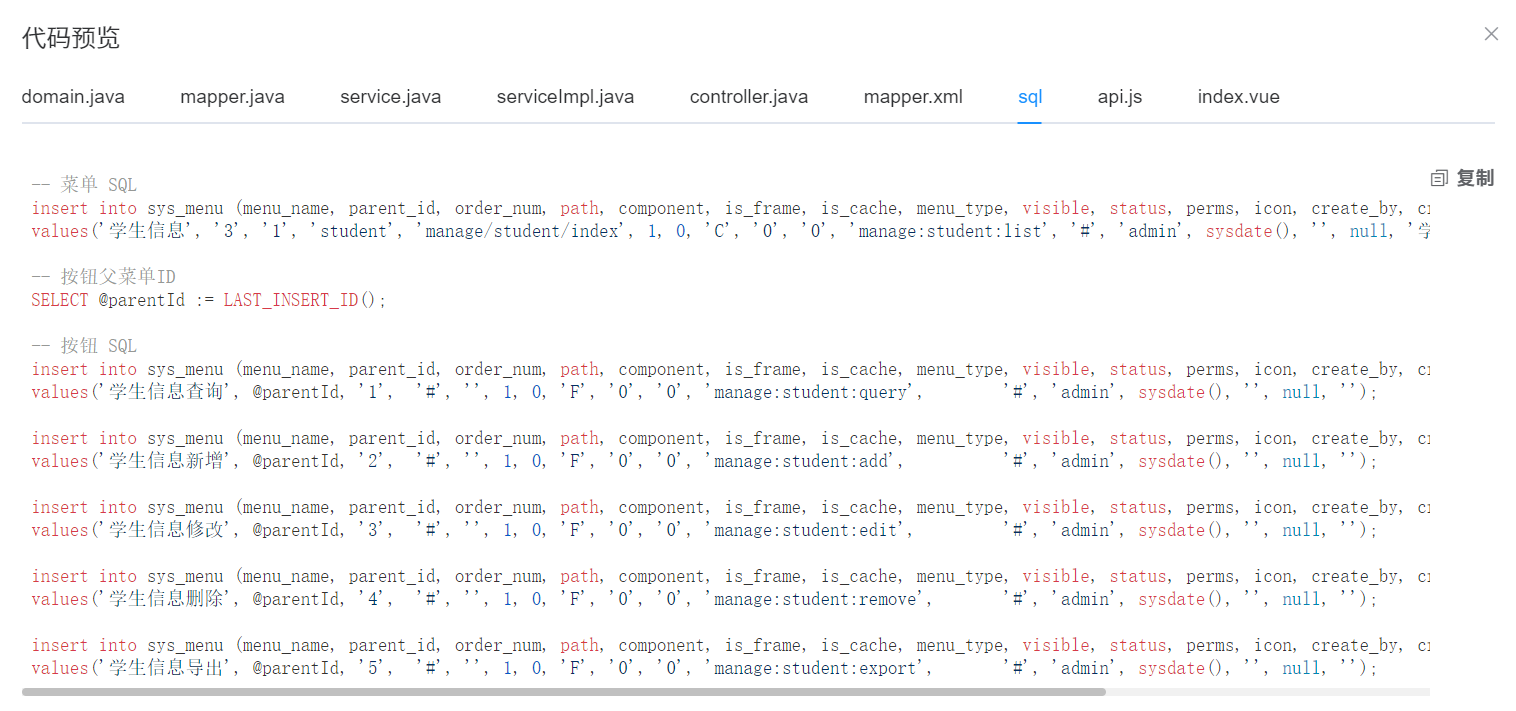 代码预览
domain.java mapper.java service.java serviceImpl.java controller.java mapper.xml sql api.js index.vue
复制
-- 菜单 SQL
insert into sys_menu (menu_name, parent_id, order_num, path, component, is_frame, is_cache, menu_type, visible, status, perms, icon, create_by, 
values('学生信息', '3', '1', 'student', 'manage/student/index', 1, 0, 'C', '0', '0', 'manage:student:list', '#', 'admin', sysdate(), '', null, '学
-- 按钮父菜单ID
SELECT @parentId := LAST_INSERT_ID();
-- 按钮 SQL
insert into sys_menu (menu_name, parent_id, order_num, path, component, is_frame, is_cache, menu_type, visible, status, perms, icon, create_by, 
values('学生信息查询', @parentId, '1', '#', '', 1, 0, 'F', '0', '0', 'manage:student:query', '#', 'admin', sysdate(), '', null, '');
insert into sys_menu (menu_name, parent_id, order_num, path, component, is_frame, is_cache, menu_type, visible, status, perms, icon, create_by, 
values('学生信息新增', @parentId, '2', '#', '', 1, 0, 'F', '0', '0', 'manage:student:add', '#', 'admin', sysdate(), '', null, '');
insert into sys_menu (menu_name, parent_id, order_num, path, component, is_frame, is_cache, menu_type, visible, status, perms, icon, create_by, 
values('学生信息修改', @parentId, '3', '#', '', 1, 0, 'F', '0', '0', 'manage:student:edit', '#', 'admin', sysdate(), '', null, '');
insert into sys_menu (menu_name, parent_id, order_num, path, component, is_frame, is_cache, menu_type, visible, status, perms, icon, create_by, 
values('学生信息删除', @parentId, '4', '#', '', 1, 0, 'F', '0', '0', 'manage:student:remove', '#', 'admin', sysdate(), '', null, '');
insert into sys_menu (menu_name, parent_id, order_num, path, component, is_frame, is_cache, menu_type, visible, status, perms, icon, create_by, 
values('学生信息导出', @parentId, '5', '#', '', 1, 0, 'F', '0', '0', 'manage:student:export', '#', 'admin', sysdate(), '', null, '');